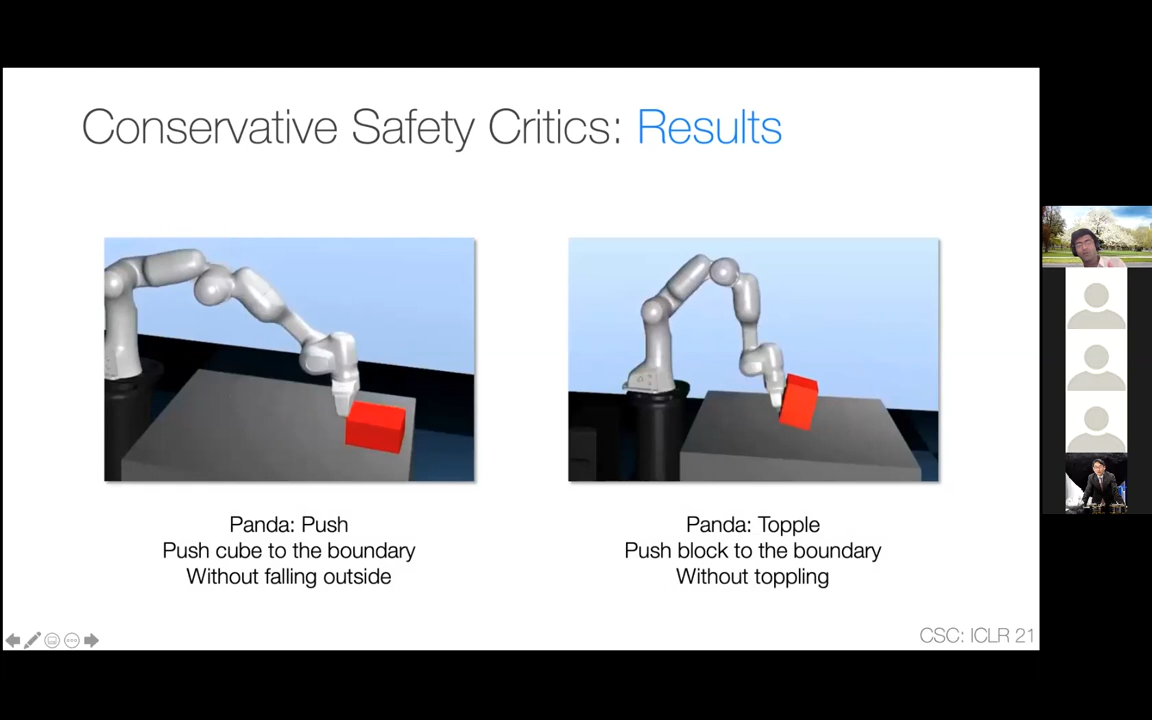 Conservative Safety Critics: Results
Panda: Push
Push cube to the boundary
Without falling outside
Panda: Topple
Push block to the boundary
Without toppling
CSC: ICLR 21